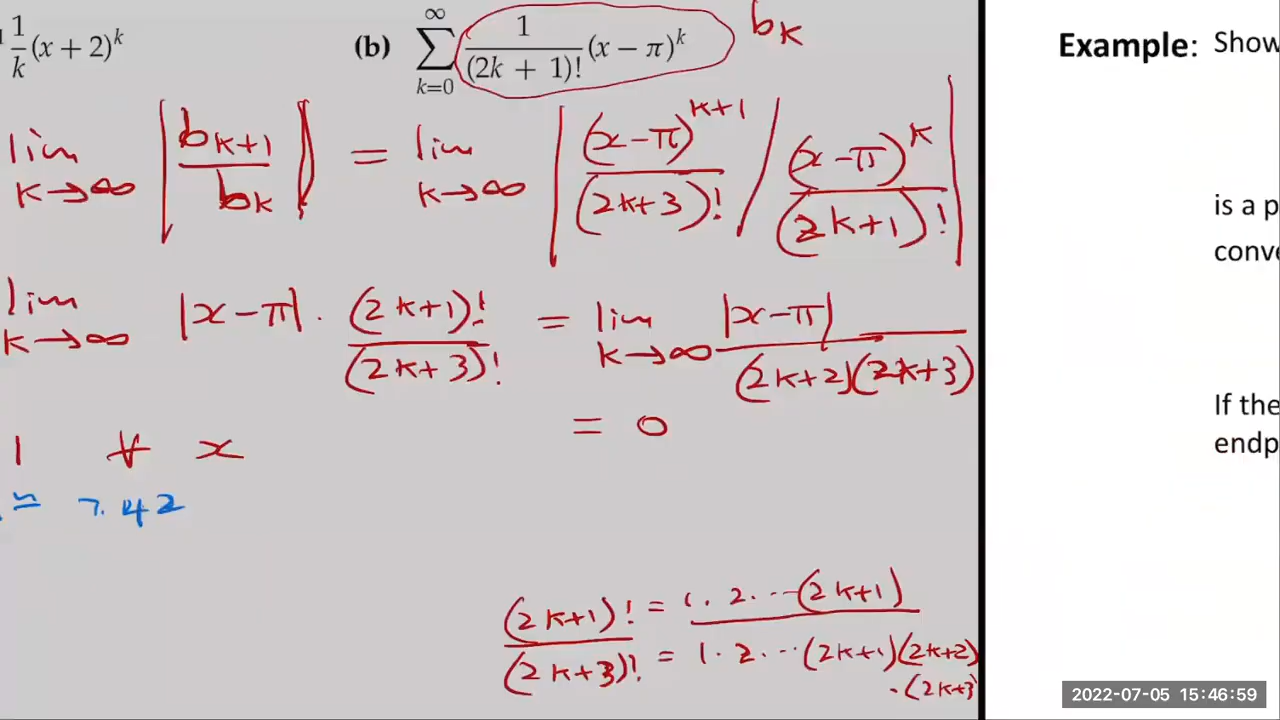 1/k (x + 2)^k
(b) ∑_{k=0}^{∞} 1/(2k + 1)! (x − π)^k
b_k
lim_{k→∞} |b_{k+1}/b_k| = lim_{k→∞} |(x−π)^{k+1}/(2k+3)! / (x−π)^k/(2k+1)!|
lim_{k→∞} |x−π| · (2k+1)!/(2k+3)! = lim_{k→∞} |x−π|/(2k+2)(2k+3)
= 0
1 ∀ x
≈ 7.42
(2k+1)!/(2k+3)! = 1·2···(2k+1) / = 1·2···(2k+1)(2k+2)
·(2k+3
Example: Show
is a p
conve
If the
endp
2022-07-05 15:46:59